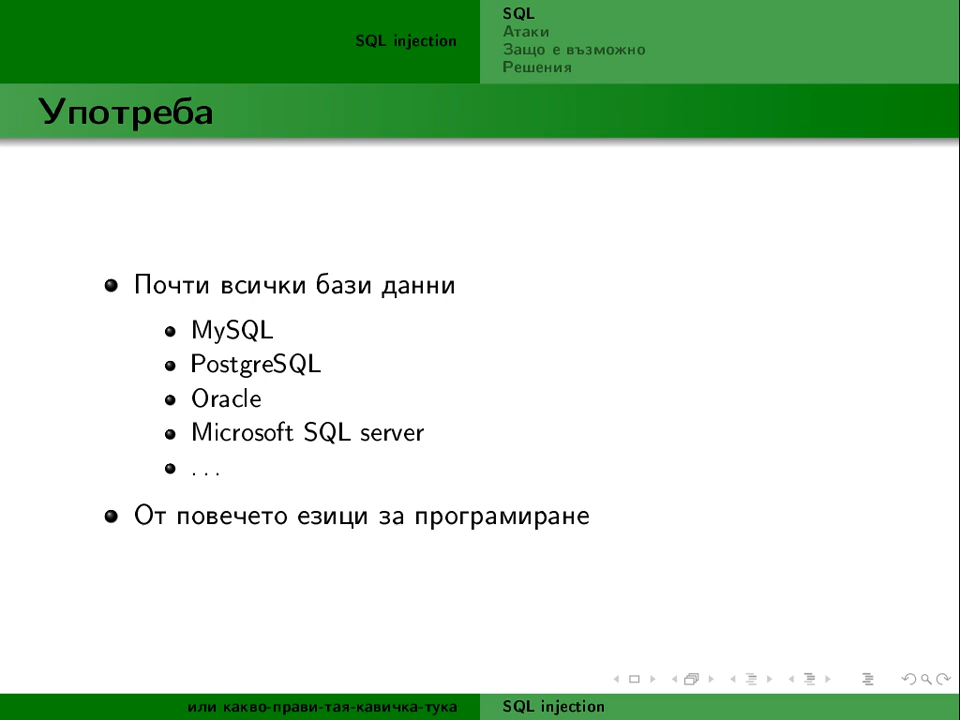 SQL injection
SQL
Атаки
Защо е възможно
Решения
Употреба
Почти всички бази данни
MySQL
PostgreSQL
Oracle
Microsoft SQL server
. . .
От повечето езици за програмиране
или какво-прави-тая-кавичка-тука
SQL injection